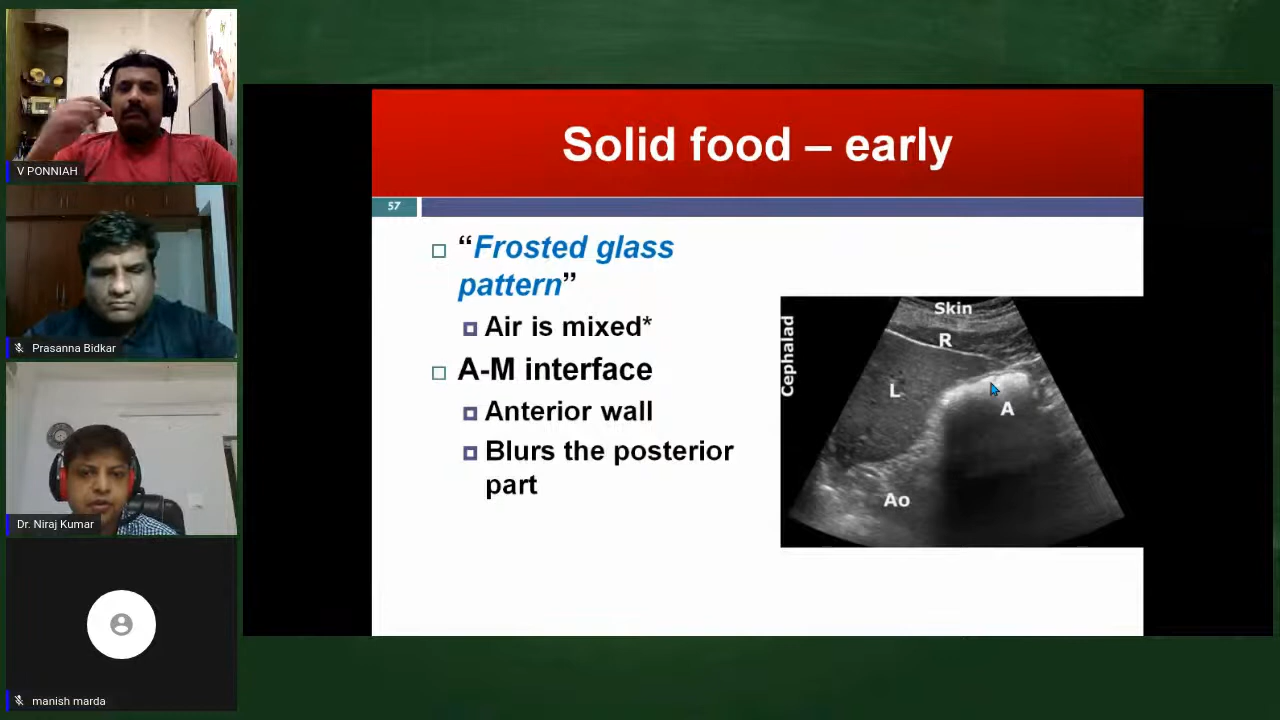 V PONNIAH
Prasanna Bidkar
Dr. Niraj Kumar
manish marda
Solid food – early
57
“Frosted glass
pattern”
Air is mixed*
A-M interface
Anterior wall
Blurs the posterior
part
Cephalad
Skin
R
L
A
Ao